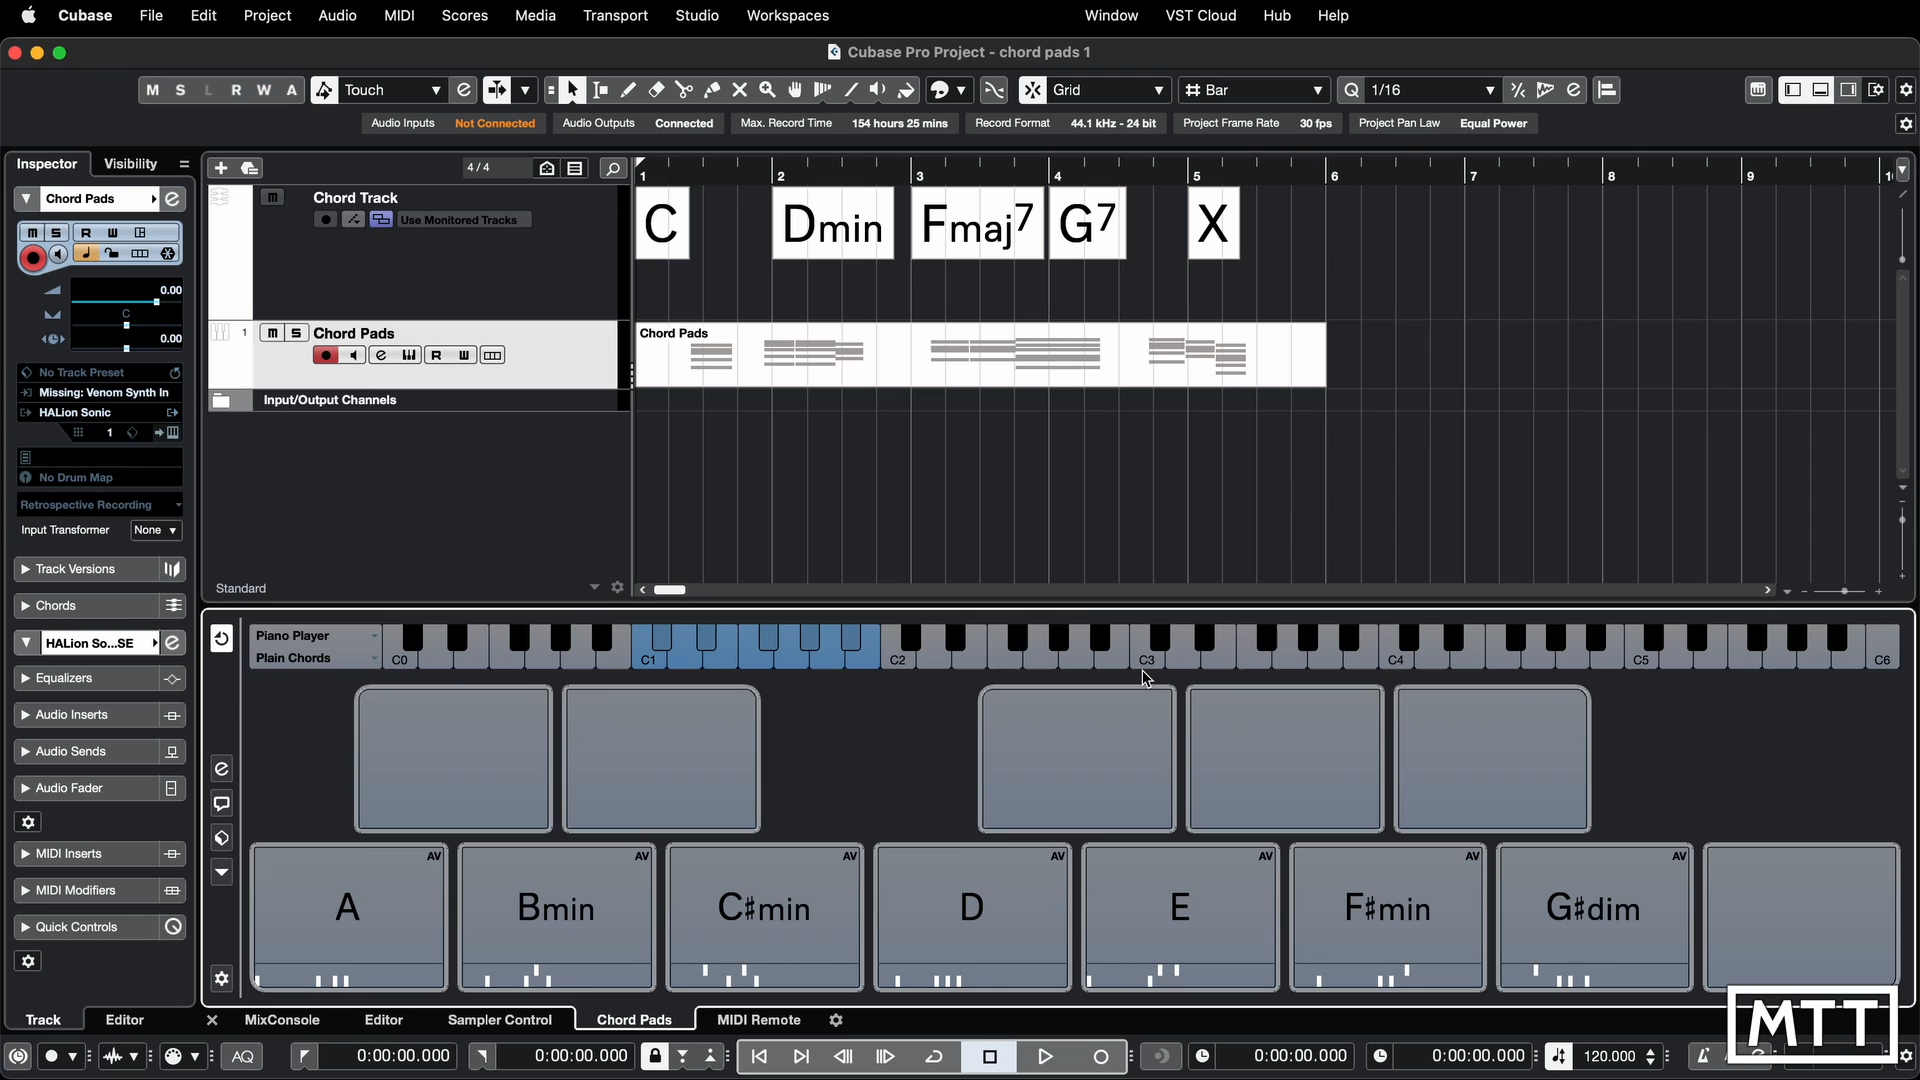 Cubase File Edit Project Audio MIDI Scores Media Transport Studio Workspaces Window VST Cloud Hub Help
Cubase Pro Project - chord pads 1
M S L R W A Touch Grid Bar Q 1/16
Audio Inputs Not Connected Audio Outputs Connected Max. Record Time 154 hours 25 mins Record Format 44.1 kHz - 24 bit Project Frame Rate 30 fps Project Pan Law Equal Power
Inspector Visibility 4/4 1 2 3 4 5 6 7 8 9
Chord Pads
M Chord Track
Use Monitored Tracks
C Dmin Fmaj7 G7 X
M S R W
0.00
C
0.00
1 M S Chord Pads
R W
Chord Pads
No Track Preset
Missing: Venom Synth In
Input/Output Channels
HALion Sonic
1
No Drum Map
Retrospective Recording
Input Transformer None
Track Versions
Standard
Chords
HALion So...SE
Piano Player
Plain Chords
C0 C1 C2 C3 C4 C5 C6
Equalizers
Audio Inserts
Audio Sends
Audio Fader
MIDI Inserts
MIDI Modifiers
Quick Controls
AV AV AV AV AV AV AV
A Bmin C♯min D E F♯min G♯dim
Track Editor MixConsole Editor Sampler Control Chord Pads MIDI Remote
MTT
AQ 0:00:00.000 0:00:00.000 0:00:00.000 0:00:00.000 120.000